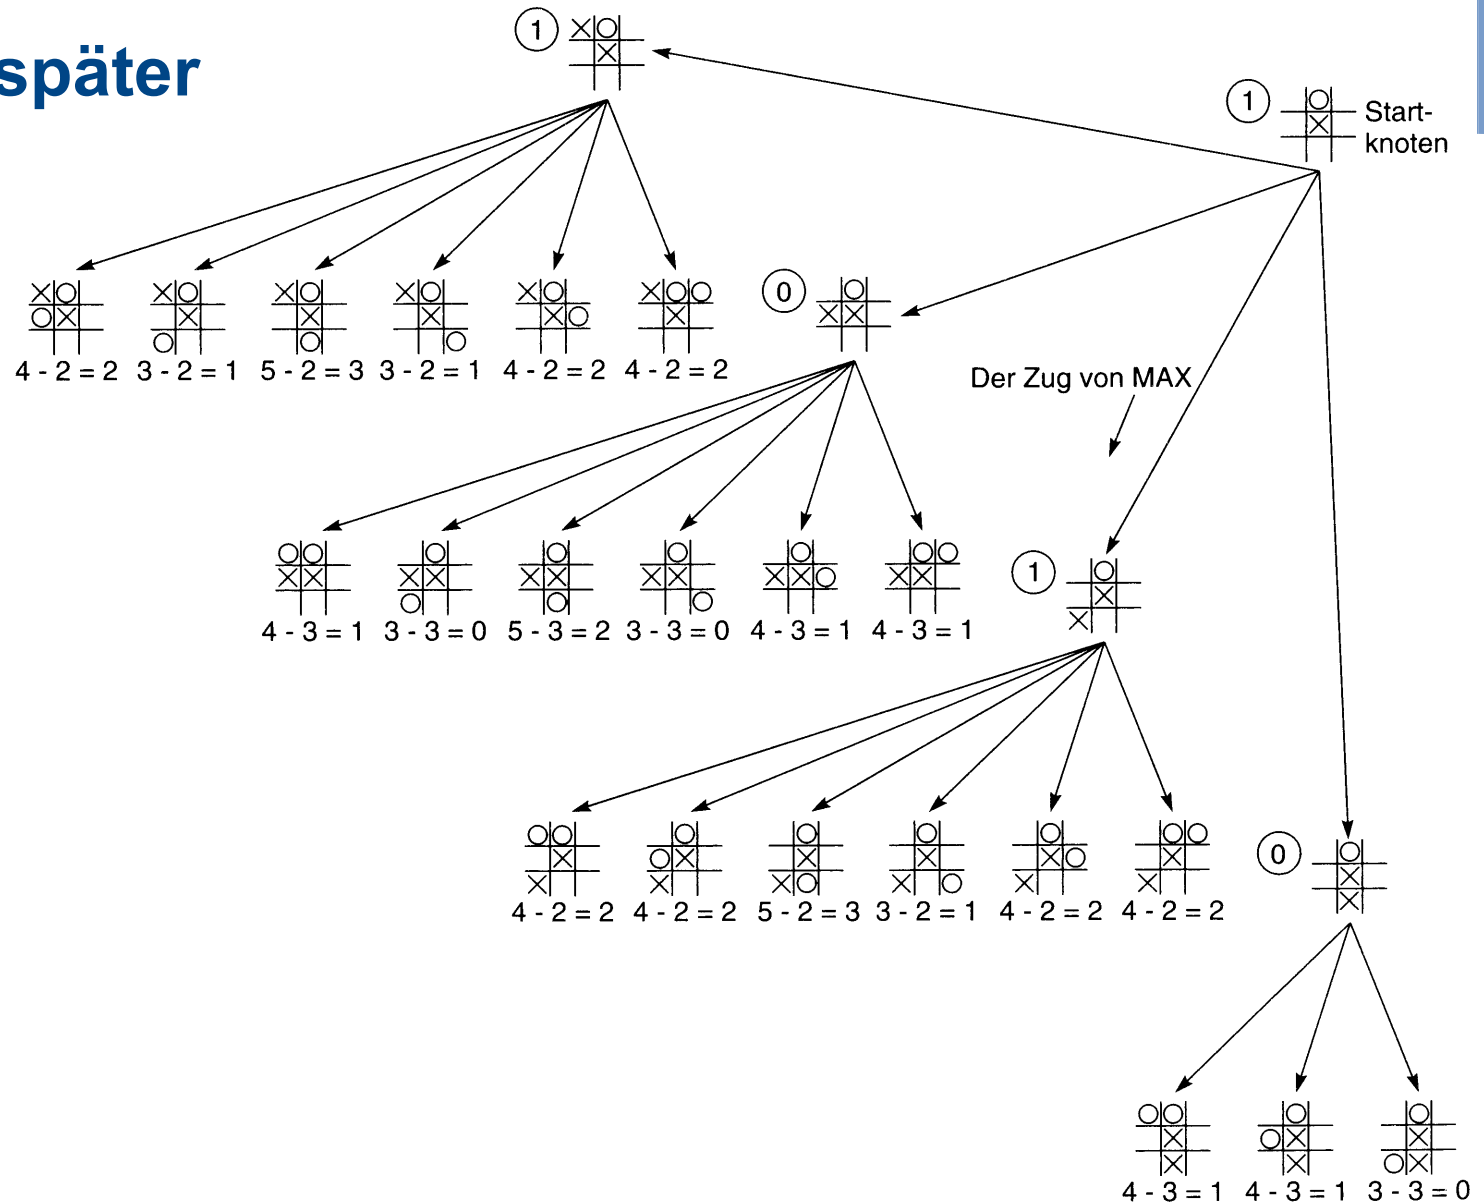 später
1
1
Start-
knoten
0
4 - 2 = 2 3 - 2 = 1 5 - 2 = 3 3 - 2 = 1 4 - 2 = 2 4 - 2 = 2
Der Zug von MAX
1
4 - 3 = 1 3 - 3 = 0 5 - 3 = 2 3 - 3 = 0 4 - 3 = 1 4 - 3 = 1
0
4 - 2 = 2 4 - 2 = 2 5 - 2 = 3 3 - 2 = 1 4 - 2 = 2 4 - 2 = 2
4 - 3 = 1 4 - 3 = 1 3 - 3 = 0